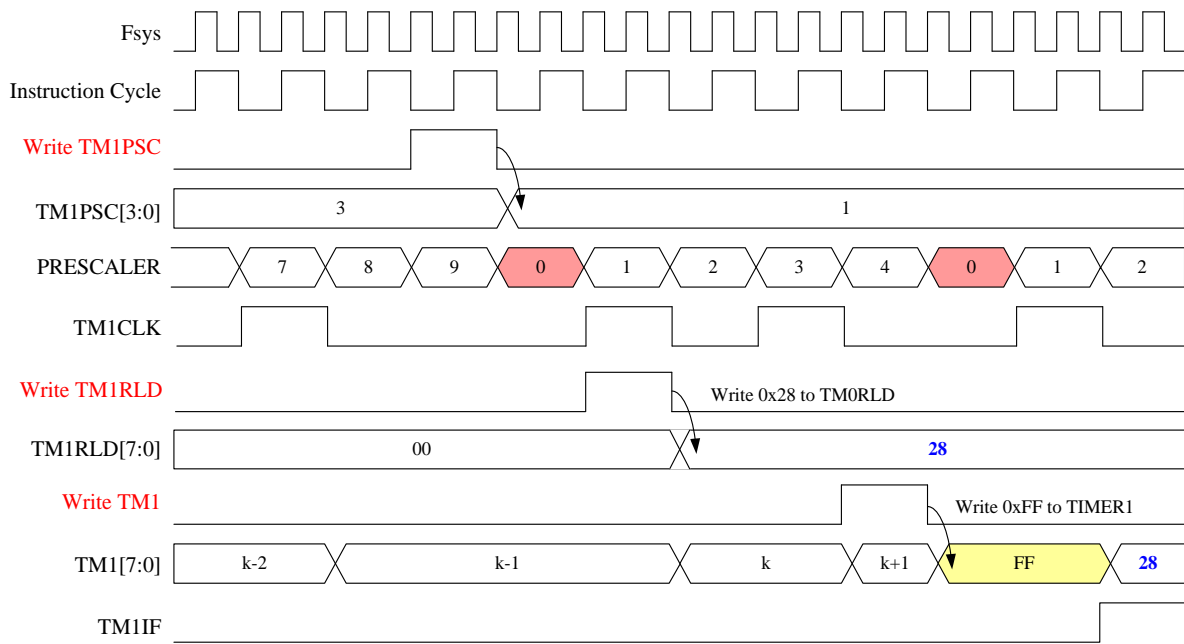 Fsys
Instruction Cycle
Write TM1PSC
TM1PSC[3:0] 3 1
PRESCALER 7 8 9 0 1 2 3 4 0 1 2
TM1CLK
Write TM1RLD Write 0x28 to TM0RLD
TM1RLD[7:0] 00 28
Write TM1 Write 0xFF to TIMER1
TM1[7:0] k-2 k-1 k k+1 FF 28
TM1IF